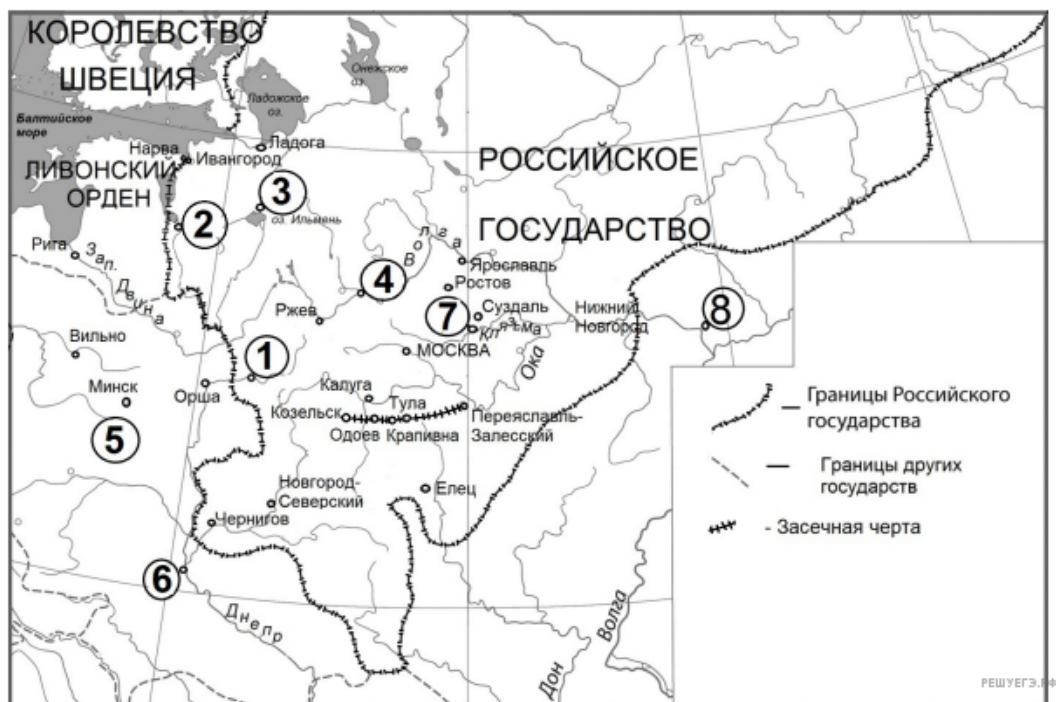 КОРОЛЕВСТВО
ШВЕЦИЯ
Онежское
оз.
Ладожское
оз.
Балтийское
море
Ладога
Нарва
Ивангород
ЛИВОНСКИЙ
ОРДЕН
РОССИЙСКОЕ
ГОСУДАРСТВО
3
2
оз. Ильмень
Рига
Зап. Двина
Волга
Ярославль
4
Ростов
Ржев
7
Суздаль
Клязьма
Нижний
Новгород
8
Вильно
1
МОСКВА
Ока
Минск
Орша
Калуга
Козельск
Тула
Переяславль-
Залесский
Одоев
Крапивна
5
Новгород-
Северский
Елец
Чернигов
6
Днепр
Волга
Дон
Границы Российского
государства
Границы других
государств
- Засечная черта
РЕШУЕГЭ.РФ